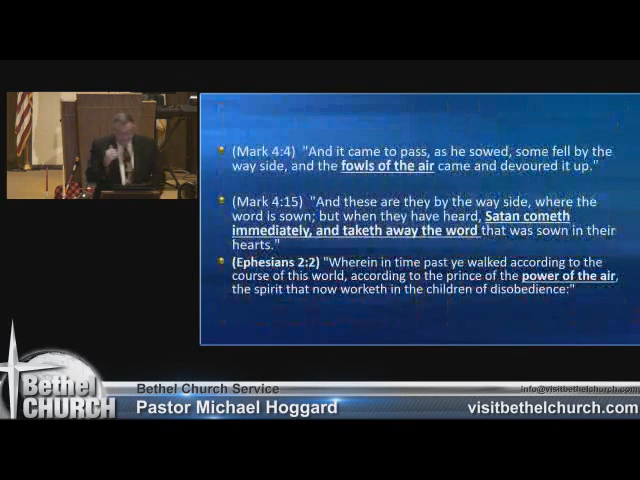 (Mark 4:4) "And it came to pass, as he sowed, some fell by the
way side, and the fowls of the air came and devoured it up."
(Mark 4:15) "And these are they by the way side, where the
word is sown; but when they have heard, Satan cometh
immediately, and taketh away the word that was sown in their
hearts."
(Ephesians 2:2) "Wherein in time past ye walked according to the
course of this world, according to the prince of the power of the air,
the spirit that now worketh in the children of disobedience:"
Bethel
CHURCH
Bethel Church Service
info@visitbethelchurch.com
Pastor Michael Hoggard
visitbethelchurch.com